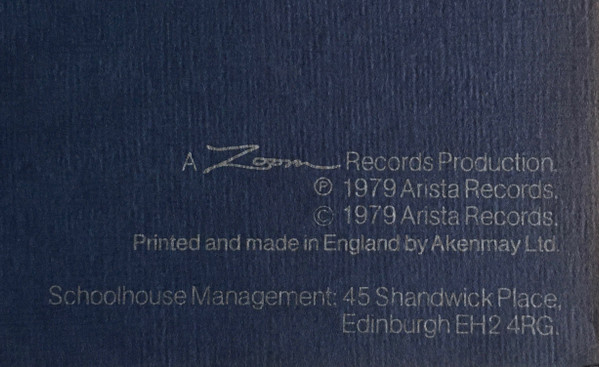 A Zoom Records Production.
℗ 1979 Arista Records.
© 1979 Arista Records.
Printed and made in England by Akenmay Ltd.
Schoolhouse Management: 45 Shandwick Place,
Edinburgh EH2 4RG.